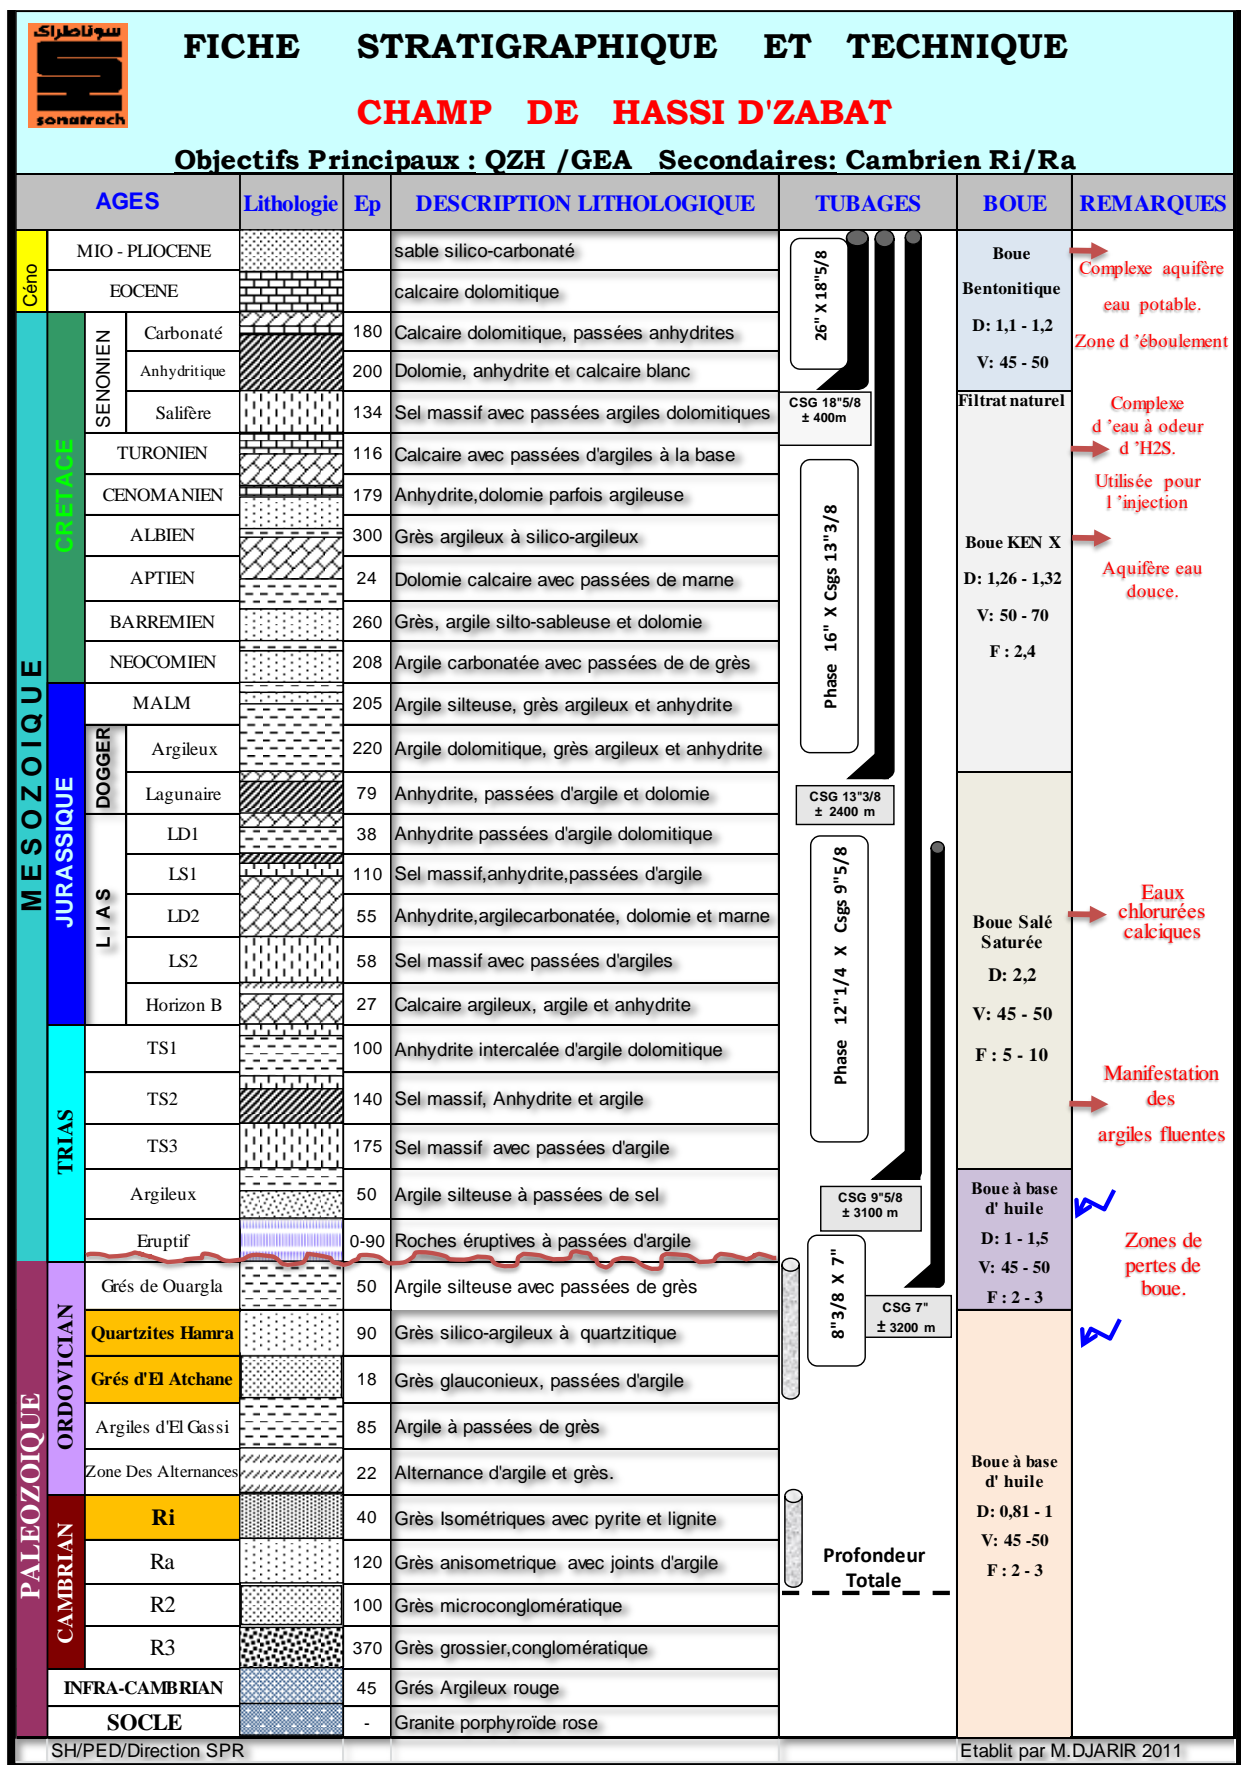 سوناطراك
sonatrach
FICHE STRATIGRAPHIQUE ET TECHNIQUE
CHAMP DE HASSI D'ZABAT
Objectifs Principaux : QZH /GEA Secondaires: Cambrien Ri/Ra
AGES Lithologie Ep DESCRIPTION LITHOLOGIQUE TUBAGES BOUE REMARQUES
Céno
MIO - PLIOCENE sable silico-carbonaté
EOCENE calcaire dolomitique
MESOZOIQUE
CRETACE
SENONIEN
Carbonaté 180 Calcaire dolomitique, passées anhydrites
Anhydritique 200 Dolomie, anhydrite et calcaire blanc
Salifère 134 Sel massif avec passées argiles dolomitiques
TURONIEN 116 Calcaire avec passées d'argiles à la base
CENOMANIEN 179 Anhydrite,dolomie parfois argileuse
ALBIEN 300 Grès argileux à silico-argileux
APTIEN 24 Dolomie calcaire avec passées de marne
BARREMIEN 260 Grès, argile silto-sableuse et dolomie
NEOCOMIEN 208 Argile carbonatée avec passées de de grès
JURASSIQUE
MALM 205 Argile silteuse, grès argileux et anhydrite
DOGGER
Argileux 220 Argile dolomitique, grès argileux et anhydrite
Lagunaire 79 Anhydrite, passées d'argile et dolomie
LIAS
LD1 38 Anhydrite passées d'argile dolomitique
LS1 110 Sel massif,anhydrite,passées d'argile
LD2 55 Anhydrite,argilecarbonatée, dolomie et marne
LS2 58 Sel massif avec passées d'argiles
Horizon B 27 Calcaire argileux, argile et anhydrite
TRIAS
TS1 100 Anhydrite intercalée d'argile dolomitique
TS2 140 Sel massif, Anhydrite et argile
TS3 175 Sel massif avec passées d'argile
Argileux 50 Argile silteuse à passées de sel
Eruptif 0-90 Roches éruptives à passées d'argile
PALEOZOIQUE
ORDOVICIAN
Grés de Ouargla 50 Argile silteuse avec passées de grès
Quartzites Hamra 90 Grès silico-argileux à quartzitique
Grés d'El Atchane 18 Grès glauconieux, passées d'argile
Argiles d'El Gassi 85 Argile à passées de grès
Zone Des Alternances 22 Alternance d'argile et grès.
CAMBRIAN
Ri 40 Grès Isométriques avec pyrite et lignite
Ra 120 Grès anisometrique avec joints d'argile
R2 100 Grès microconglomératique
R3 370 Grès grossier,conglomératique
INFRA-CAMBRIAN 45 Grés Argileux rouge
SOCLE - Granite porphyroïde rose
26" X 18"5/8
CSG 18"5/8
± 400m
Phase 16" X Csgs 13"3/8
CSG 13"3/8
± 2400 m
Phase 12"1/4 X Csgs 9"5/8
CSG 9"5/8
± 3100 m
8"3/8 X 7"
CSG 7"
± 3200 m
Profondeur
Totale
Boue
Bentonitique
D: 1,1 - 1,2
V: 45 - 50
Filtrat naturel
Boue KEN X
D: 1,26 - 1,32
V: 50 - 70
F : 2,4
Boue Salé
Saturée
D: 2,2
V: 45 - 50
F : 5 - 10
Boue à base
d' huile
D: 1 - 1,5
V: 45 - 50
F : 2 - 3
Boue à base
d' huile
D: 0,81 - 1
V: 45 -50
F : 2 - 3
Complexe aquifère
eau potable.
Zone d 'éboulement
Complexe
d 'eau à odeur
d 'H2S.
Utilisée pour
l 'injection
Aquifère eau
douce.
Eaux
chlorurées
calciques
Manifestation
des
argiles fluentes
Zones de
pertes de
boue.
SH/PED/Direction SPR Etablit par M.DJARIR 2011